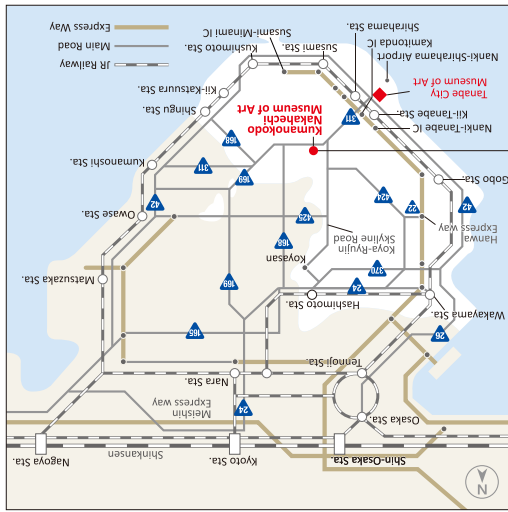 N
Shin-Osaka Sta.
Kyoto Sta.
Shinkansen
Nagoya Sta.
Osaka Sta.
24
Meishin
Express way
Tennoji Sta.
Nara Sta.
26
165
Wakayama Sta.
Hashimoto Sta.
24
169
Matsuzaka Sta.
370
Koyasan
Hanwa
Express way
Koya-Ryujin
Skyline Road
168
22
42
425
Owase Sta.
42
424
Gobo Sta.
169
311
Kumanoshi Sta.
Kumanokodo
Nakahechi
Museum of Art
168
Nanki-Tanabe IC
Kii-Tanabe Sta.
311
Shingu Sta.
Tanabe City
Museum of Art
Kii-Katsura Sta.
Nanki-Shirahama Airport
Kamitonda IC
Shirahama Sta.
Susami Sta.
Kushimoto Sta.
Susami-Minami IC
JR Railway
Main Road
Express Way